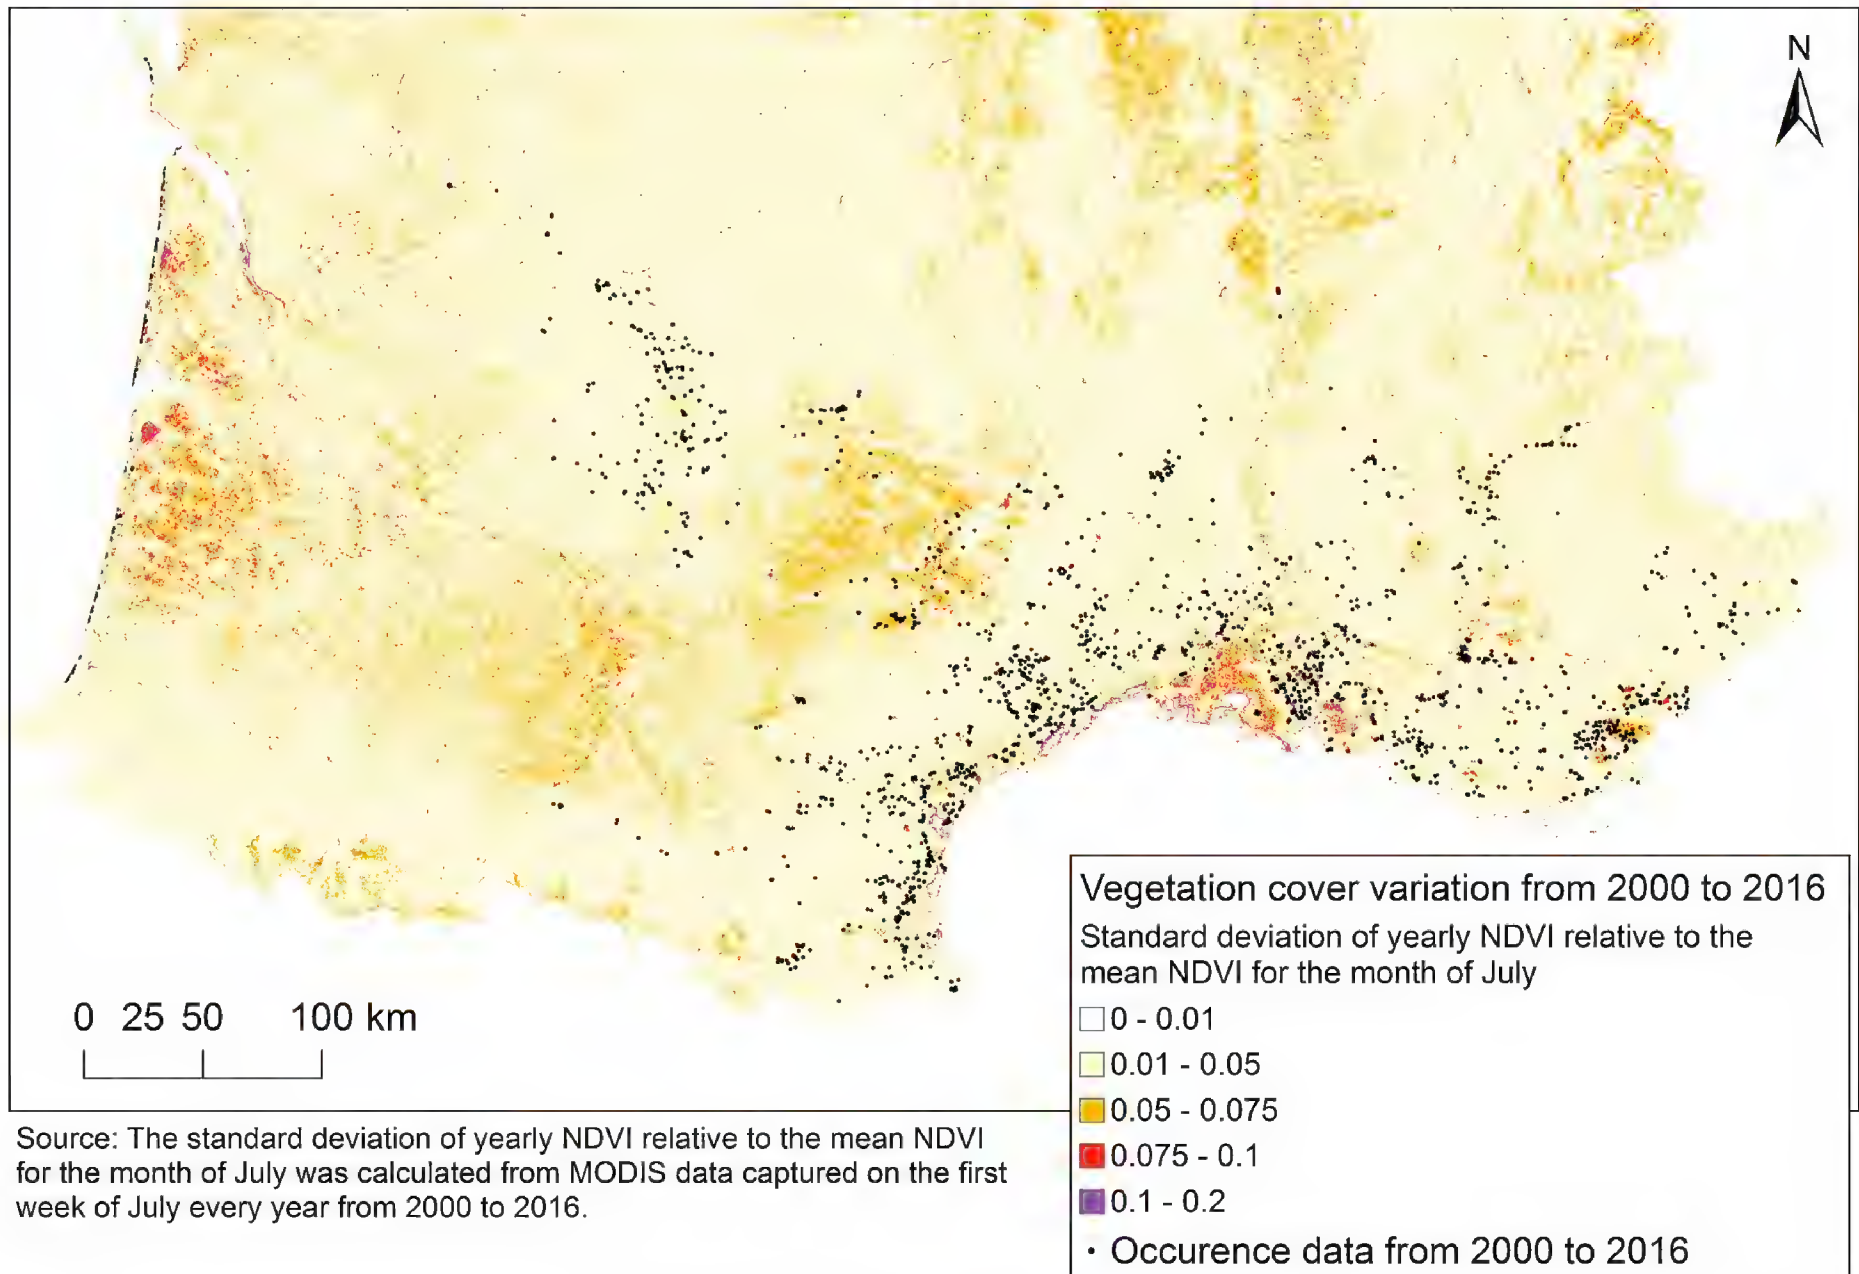 N
Vegetation cover variation from 2000 to 2016
Standard deviation of yearly NDVI relative to the
mean NDVI for the month of July
0 - 0.01
0.01 - 0.05
0.05 - 0.075
0.075 - 0.1
0.1 - 0.2
Occurence data from 2000 to 2016
0 25 50 100 km
Source: The standard deviation of yearly NDVI relative to the mean NDVI
for the month of July was calculated from MODIS data captured on the first
week of July every year from 2000 to 2016.